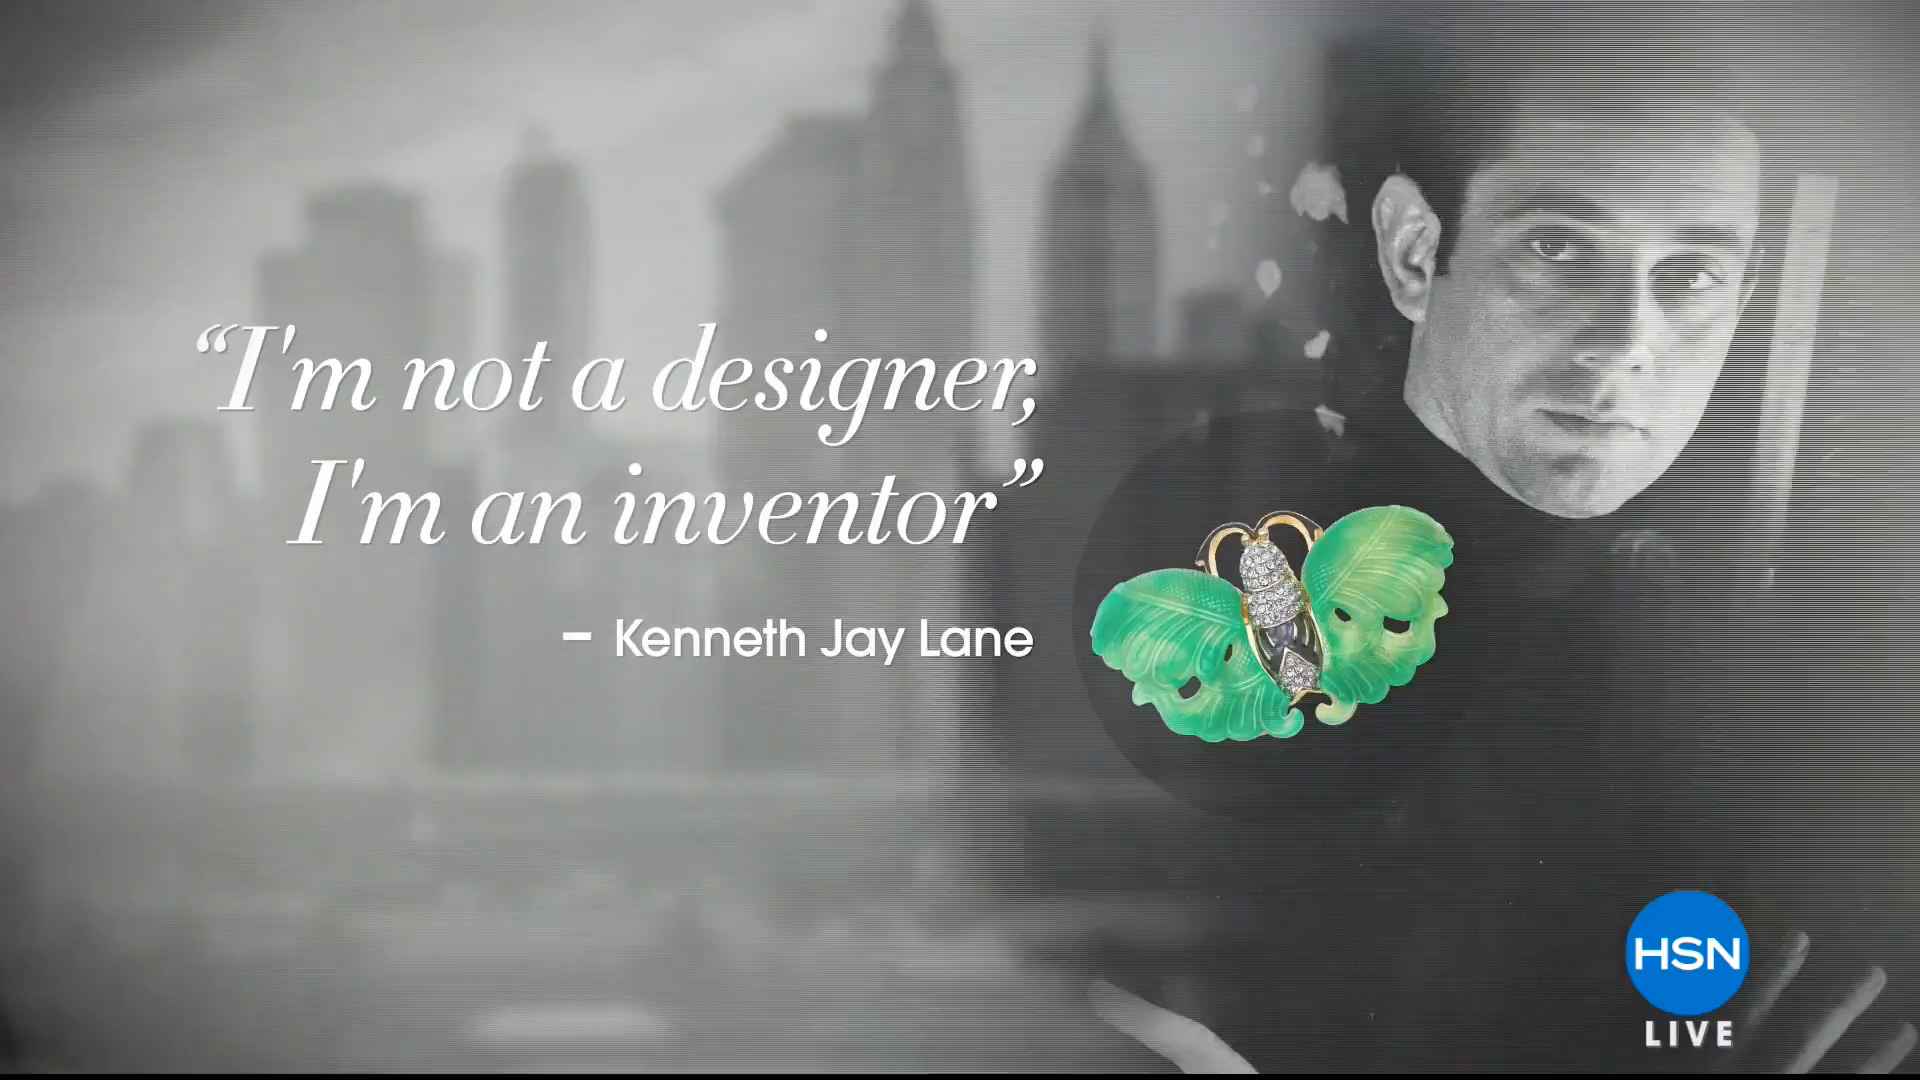 “I'm not a designer,
I'm an inventor”
– Kenneth Jay Lane
HSN
LIVE